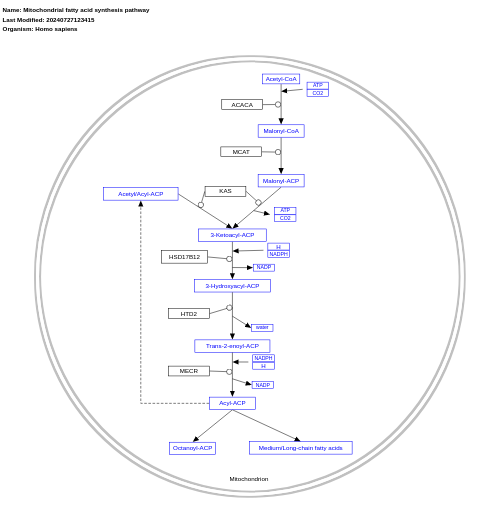 Name: Mitochondrial fatty acid synthesis pathway
Last Modified: 20240727123415
Organism: Homo sapiens
Acetyl-CoA
ATP
CO2
ACACA
Malonyl-CoA
MCAT
Malonyl-ACP
Acetyl/Acyl-ACP
KAS
ATP
CO2
3-Ketoacyl-ACP
H
NADPH
HSD17B12
NADP
3-Hydroxyacyl-ACP
HTD2
water
Trans-2-enoyl-ACP
NADPH
H
MECR
NADP
Acyl-ACP
Octanoyl-ACP
Medium/Long-chain fatty acids
Mitochondrion